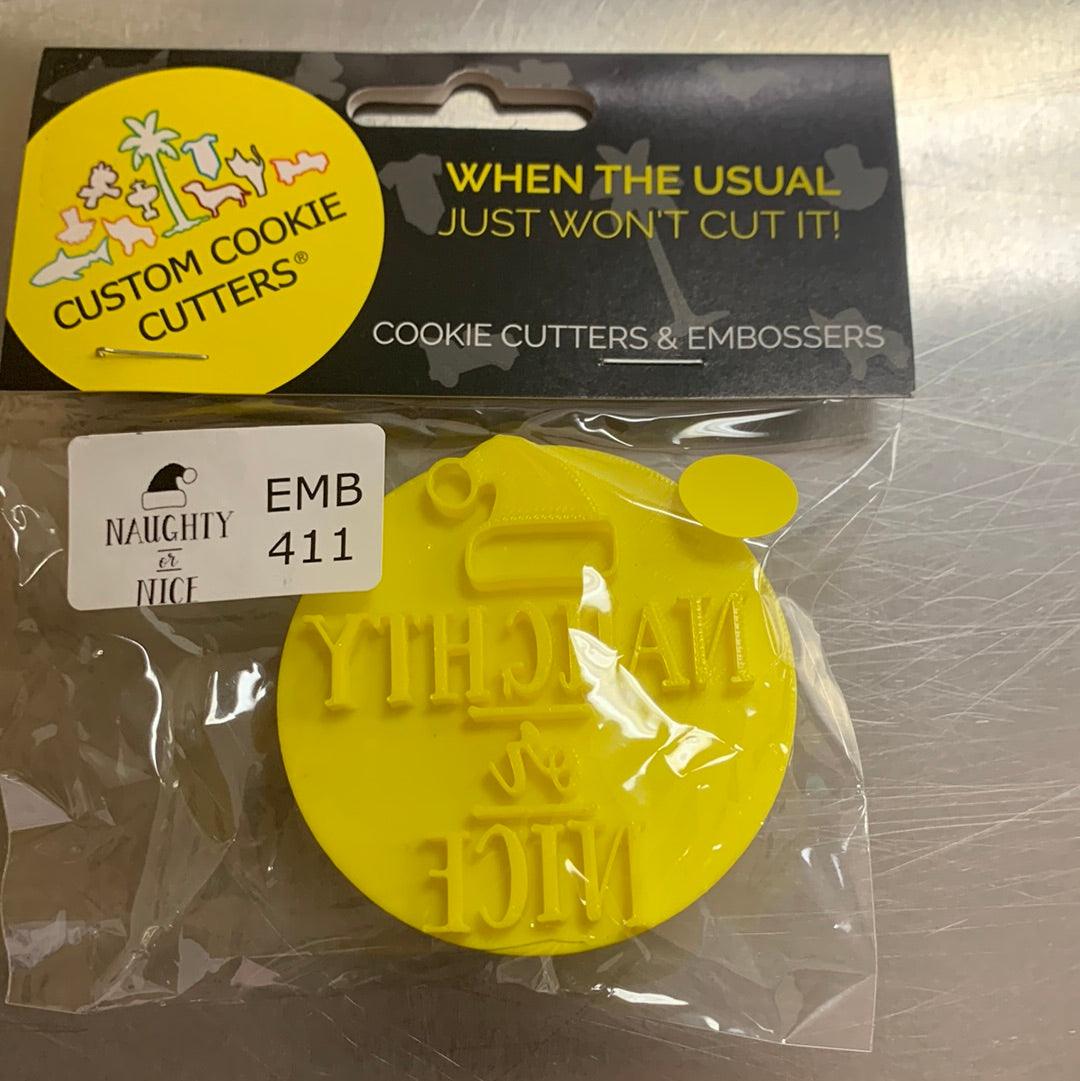 CUSTOM COOKIE
CUTTERS®
WHEN THE USUAL
JUST WON'T CUT IT!
COOKIE CUTTERS & EMBOSSERS
NAUGHTY
or
NICE
EMB
411
NAUGHTY
or
NICE